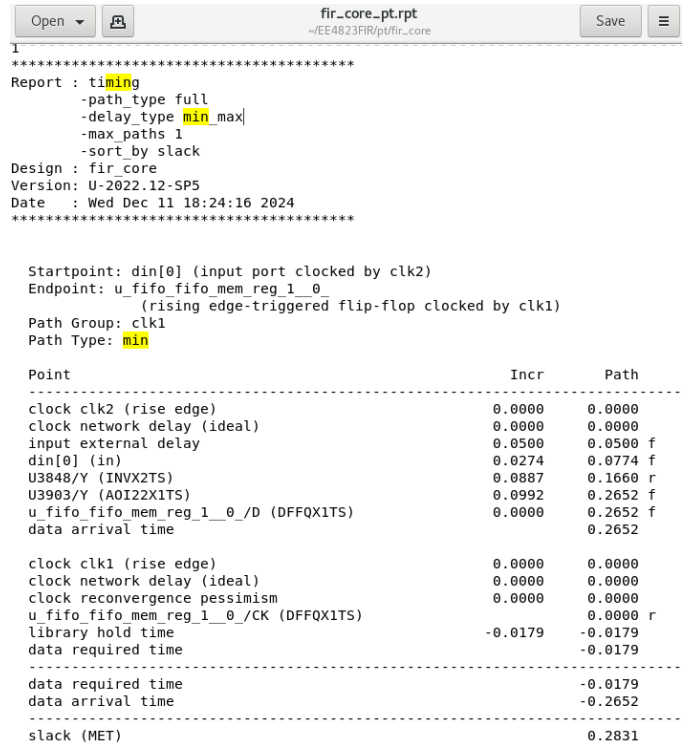 Open
fir_core_pt.rpt
~/EE4823FIR/pt/fir_core
Save
1
****************************************
Report : timing
        -path_type full
        -delay_type min_max
        -max_paths 1
        -sort_by slack
Design : fir_core
Version: U-2022.12-SP5
Date   : Wed Dec 11 18:24:16 2024
****************************************
  Startpoint: din[0] (input port clocked by clk2)
  Endpoint: u_fifo_fifo_mem_reg_1__0_
               (rising edge-triggered flip-flop clocked by clk1)
  Path Group: clk1
  Path Type: min
  Point                                                   Incr       Path
  ----------------------------------------------------------------------------
  clock clk2 (rise edge)                                0.0000     0.0000
  clock network delay (ideal)                           0.0000     0.0000
  input external delay                                  0.0500     0.0500 f
  din[0] (in)                                           0.0274     0.0774 f
  U3848/Y (INVX2TS)                                     0.0887     0.1660 r
  U3903/Y (AOI22X1TS)                                   0.0992     0.2652 f
  u_fifo_fifo_mem_reg_1__0_/D (DFFQX1TS)                0.0000     0.2652 f
  data arrival time                                                0.2652
  clock clk1 (rise edge)                                0.0000     0.0000
  clock network delay (ideal)                           0.0000     0.0000
  clock reconvergence pessimism                         0.0000     0.0000
  u_fifo_fifo_mem_reg_1__0_/CK (DFFQX1TS)                          0.0000 r
  library hold time                                    -0.0179    -0.0179
  data required time                                              -0.0179
  ----------------------------------------------------------------------------
  data required time                                              -0.0179
  data arrival time                                               -0.2652
  ----------------------------------------------------------------------------
  slack (MET)                                                      0.2831